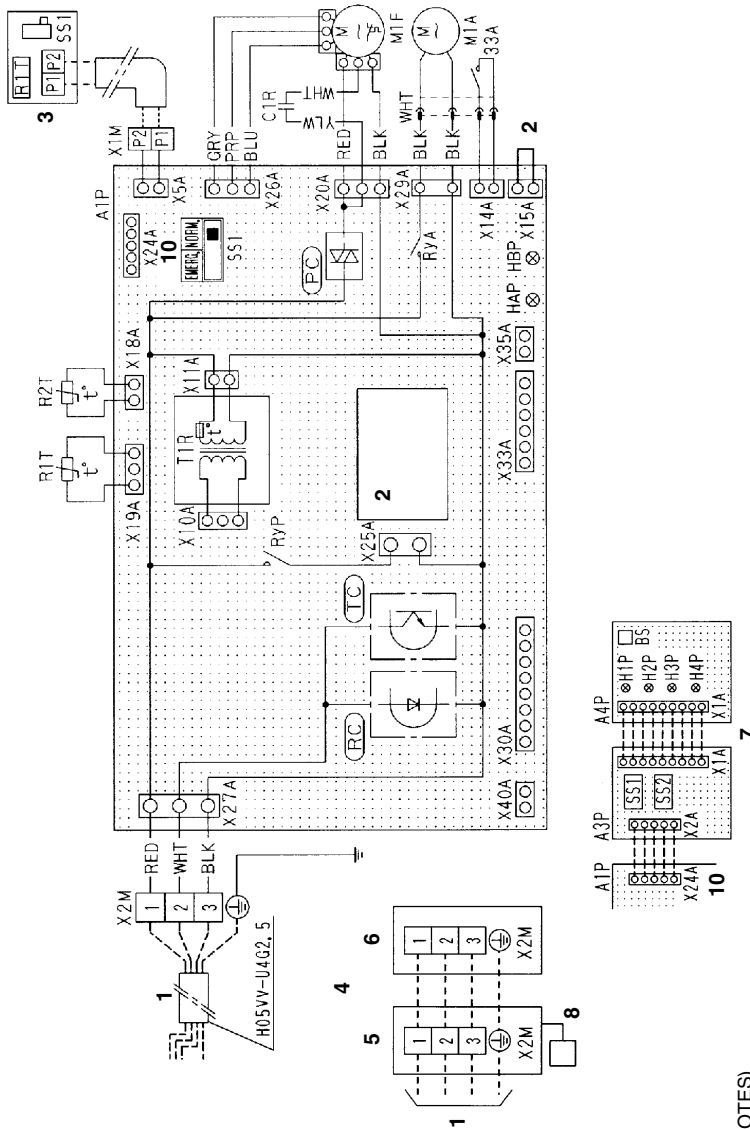 3
R1T
SS1
P1 P2
X1M
P2
P1
GRY
PRP
BLU
M
M1F
C1R
WHT
YLW
RED
BLK
M
~
M1A
33A
WHT
BLK
BLK
2
A1P
X5A
X26A
X20A
X29A
X14A
X15A
X24A
10
EMERG. NORM.
SS1
PC
RyA
HAP
HBP
R1T
t°
R2T
t°
X19A
X18A
X11A
T1R
t°
X10A
X35A
X33A
2
RyP
X25A
TC
RC
X30A
X40A
X27A
RED
WHT
BLK
X2M
1
2
3
1
H05VV-U4G2,5
4
5
6
1
2
3
X2M
1
2
3
X2M
8
1
A1P
X24A
10
A3P
X2A
SS1
SS2
X1A
A4P
X1A
H1P
H2P
H3P
H4P
BS
7
OTES)